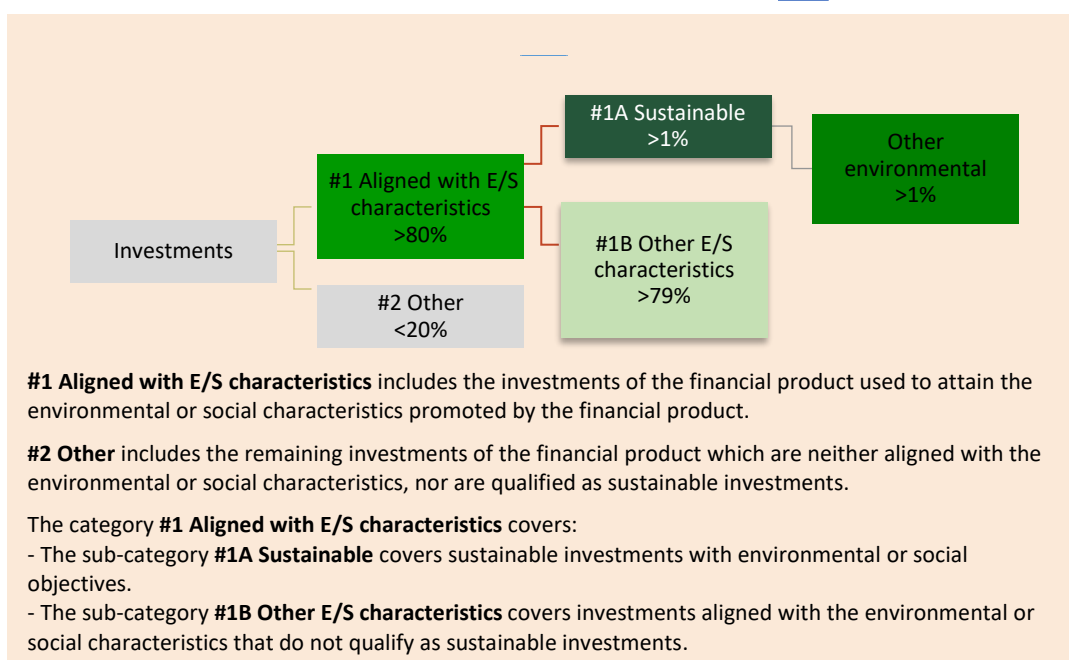 #1A Sustainable
>1%
Other
environmental
>1%
#1 Aligned with E/S
characteristics
>80%
Investments
#1B Other E/S
characteristics
>79%
#2 Other
<20%
#1 Aligned with E/S characteristics includes the investments of the financial product used to attain the
environmental or social characteristics promoted by the financial product.
#2 Other includes the remaining investments of the financial product which are neither aligned with the
environmental or social characteristics, nor are qualified as sustainable investments.
The category #1 Aligned with E/S characteristics covers:
- The sub-category #1A Sustainable covers sustainable investments with environmental or social
objectives.
- The sub-category #1B Other E/S characteristics covers investments aligned with the environmental or
social characteristics that do not qualify as sustainable investments.